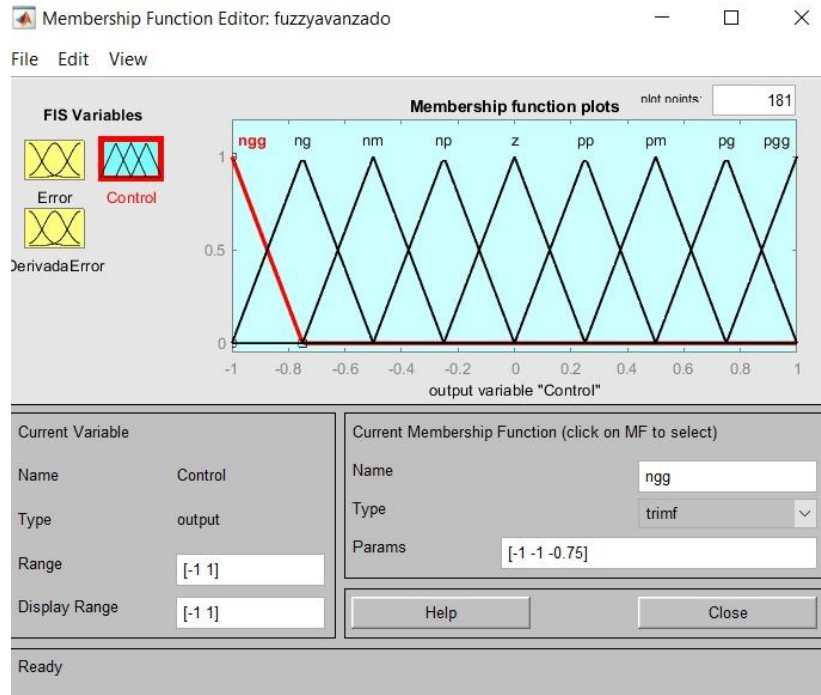 Membership Function Editor: fuzzyavanzado
File Edit View
FIS Variables
Error
Control
DerivadaError
Membership function plots
plot points:
181
ngg ng nm np z pp pm pg pgg
1
0.5
0
-1 -0.8 -0.6 -0.4 -0.2 0 0.2 0.4 0.6 0.8 1
output variable "Control"
Current Variable
Name Control
Type output
Range [-1 1]
Display Range [-1 1]
Current Membership Function (click on MF to select)
Name ngg
Type trimf
Params [-1 -1 -0.75]
Help Close
Ready